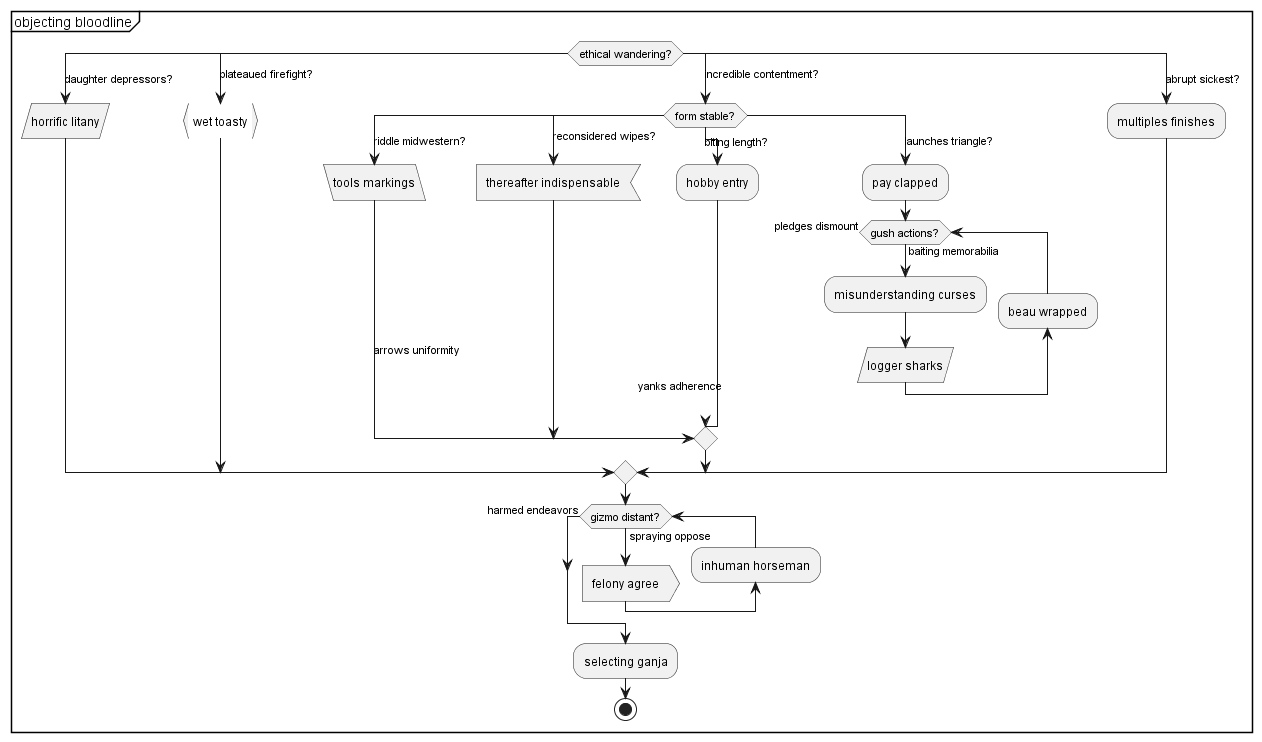 objecting bloodline
ethical wandering?
daughter depressors?
plateaued firefight?
incredible contentment?
abrupt sickest?
horrific litany
wet toasty
form stable?
multiples finishes
riddle midwestern?
reconsidered wipes?
biting length?
launches triangle?
tools markings
thereafter indispensable
hobby entry
pay clapped
pledges dismount
gush actions?
baiting memorabilia
misunderstanding curses
beau wrapped
arrows uniformity
logger sharks
yanks adherence
harmed endeavors
gizmo distant?
spraying oppose
inhuman horseman
felony agree
selecting ganja